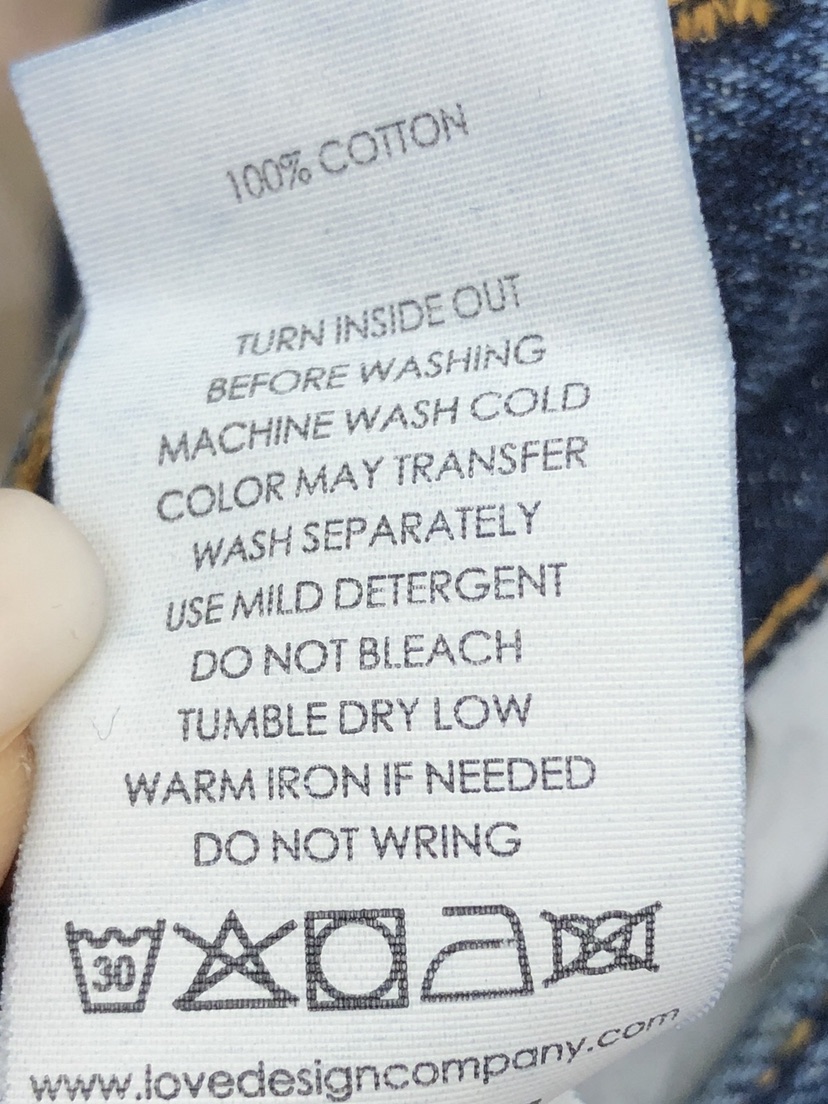 100% COTTON
TURN INSIDE OUT
BEFORE WASHING
MACHINE WASH COLD
COLOR MAY TRANSFER
WASH SEPARATELY
USE MILD DETERGENT
DO NOT BLEACH
TUMBLE DRY LOW
WARM IRON IF NEEDED
DO NOT WRING
30
www.lovedesigncompany.com